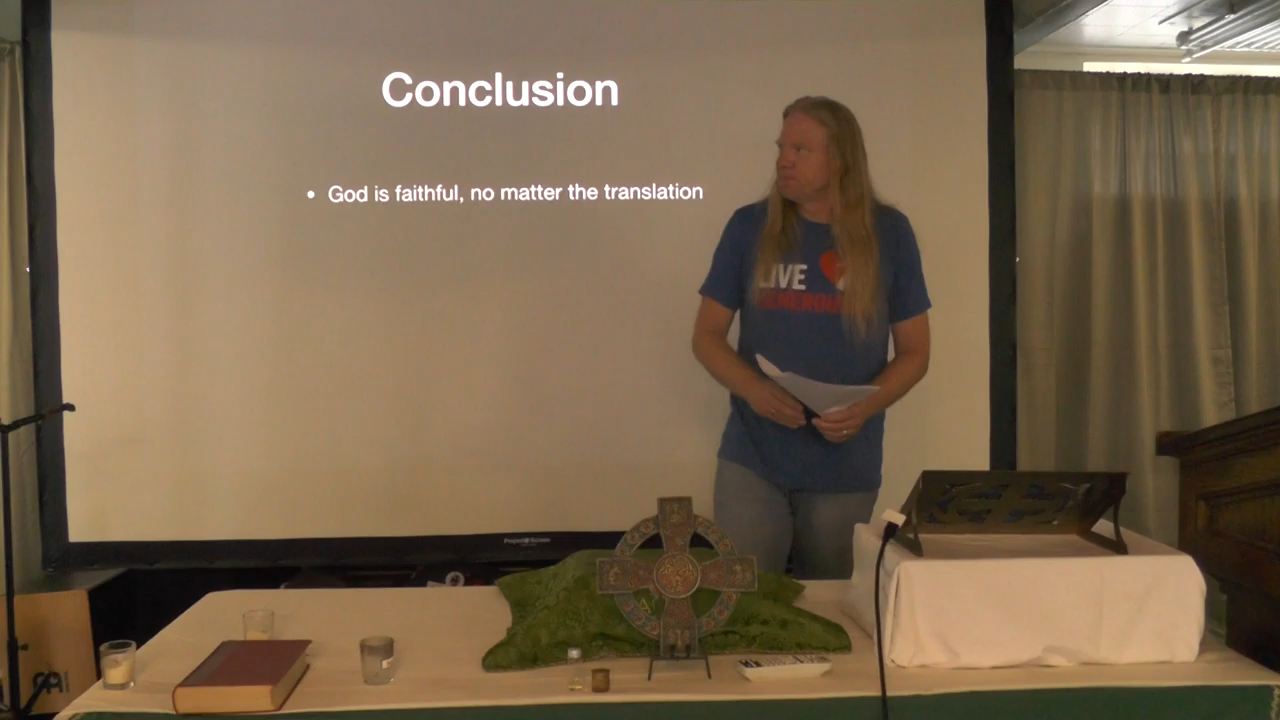 Conclusion
• God is faithful, no matter the translation
LIVE